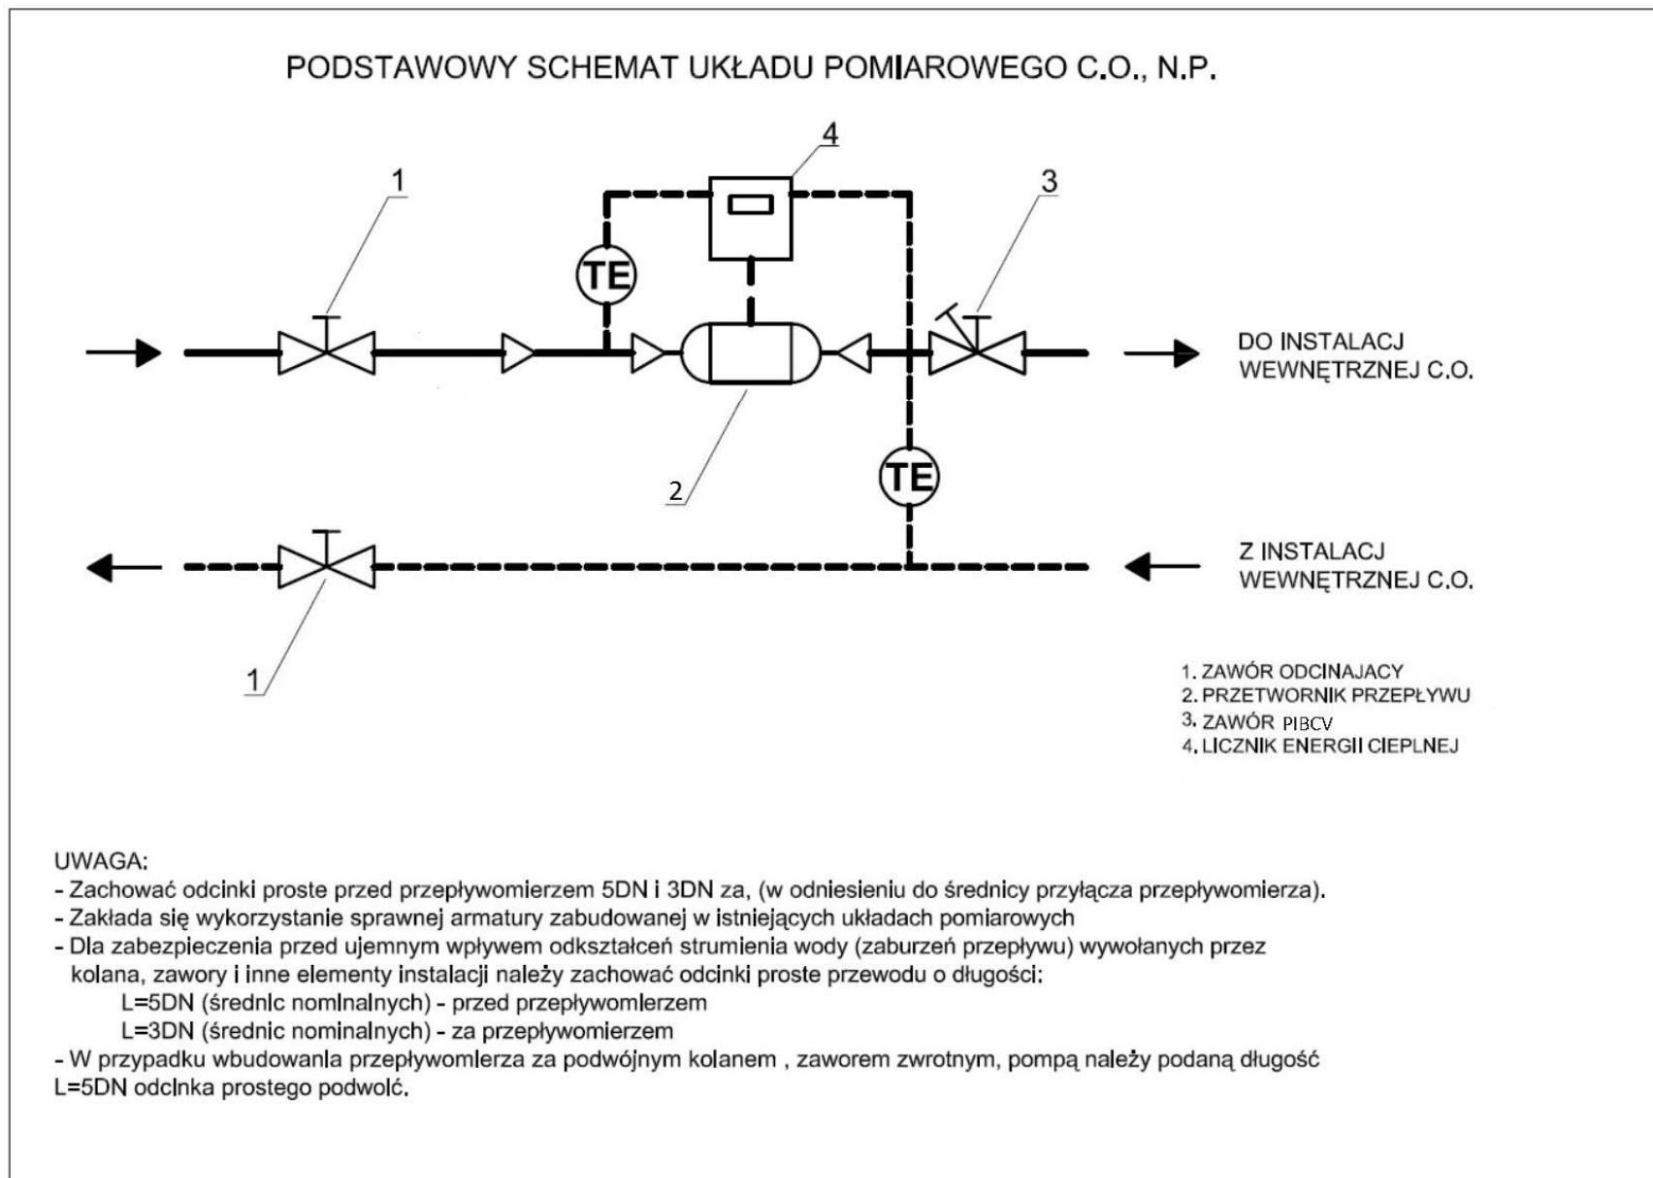 PODSTAWOWY SCHEMAT UKŁADU POMIAROWEGO C.O., N.P.
4
1
3
TE
DO INSTALACJ
WEWNĘTRZNEJ C.O.
2
TE
Z INSTALACJ
WEWNĘTRZNEJ C.O.
1
1. ZAWÓR ODCINAJACY
2. PRZETWORNIK PRZEPŁYWU
3. ZAWÓR PIBCV
4. LICZNIK ENERGII CIEPLNEJ
UWAGA:
- Zachować odcinki proste przed przepływomierzem 5DN i 3DN za, (w odniesieniu do średnicy przyłącza przepływomierza).
- Zakłada się wykorzystanie sprawnej armatury zabudowanej w istniejących układach pomiarowych
- Dla zabezpieczenia przed ujemnym wpływem odkształceń strumienia wody (zaburzeń przepływu) wywołanych przez
kolana, zawory i inne elementy instalacji należy zachować odcinki proste przewodu o długości:
L=5DN (średnic nominalnych) - przed przepływomierzem
L=3DN (średnic nominalnych) - za przepływomierzem
- W przypadku wbudowania przepływomierza za podwójnym kolanem , zaworem zwrotnym, pompą należy podaną długość
L=5DN odcinka prostego podwoić.